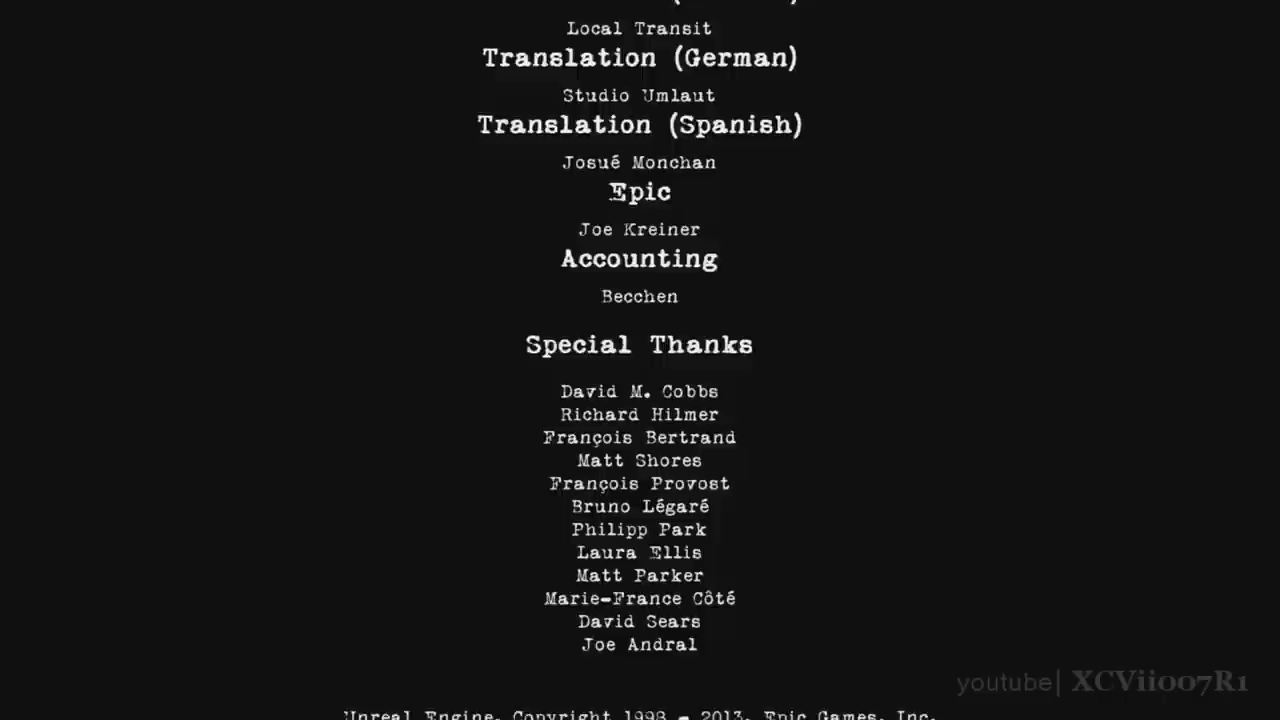 Local Transit
Translation (German)
Studio Umlaut
Translation (Spanish)
Josué Monchan
Epic
Joe Kreiner
Accounting
Becchen
Special Thanks
David M. Cobbs
Richard Hilmer
François Bertrand
Matt Shores
François Provost
Bruno Légaré
Philipp Park
Laura Ellis
Matt Parker
Marie-France Côté
David Sears
Joe Andral
youtube| XCVii007R1
Unreal Engine, Copyright 1998 - 2013, Epic Games, Inc.